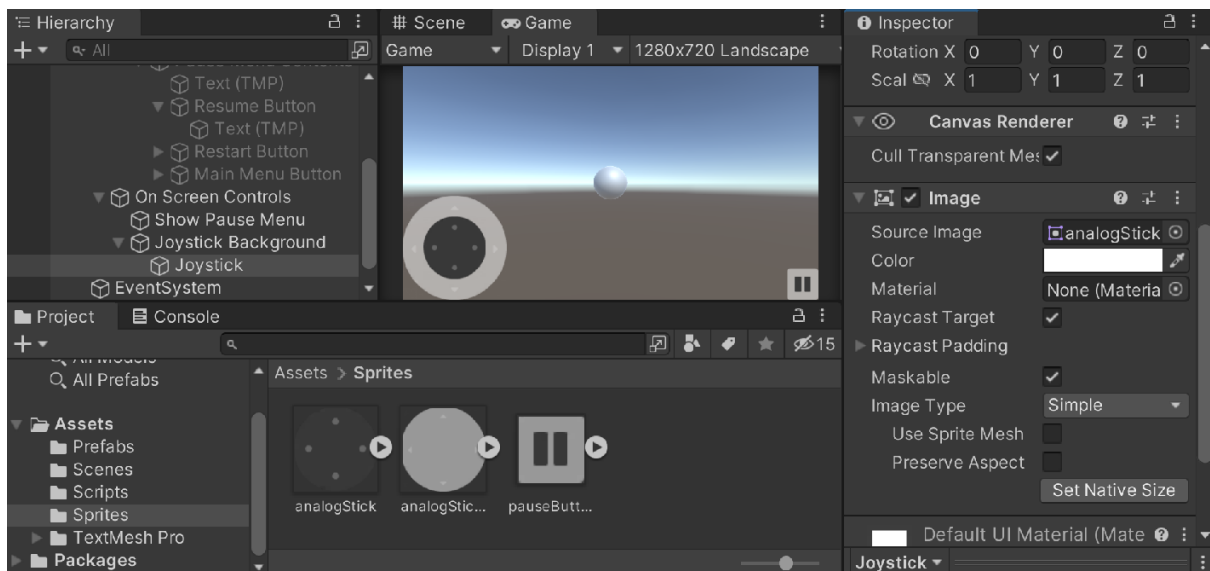 Hierarchy
All
Text (TMP)
Resume Button
Text (TMP)
Restart Button
Main Menu Button
On Screen Controls
Show Pause Menu
Joystick Background
Joystick
EventSystem
Scene
Game
Game
Display 1
1280x720 Landscape
Inspector
Rotation X 0 Y 0 Z 0
Scal X 1 Y 1 Z 1
Canvas Renderer
Cull Transparent Mes
Image
Source Image analogStick
Color
Material None (Materia
Raycast Target
Raycast Padding
Maskable
Image Type Simple
Use Sprite Mesh
Preserve Aspect
Set Native Size
Default UI Material (Mate
Joystick
Project
Console
15
All Prefabs
Assets
Prefabs
Scenes
Scripts
Sprites
TextMesh Pro
Packages
Assets > Sprites
analogStick
analogStic...
pauseButt...